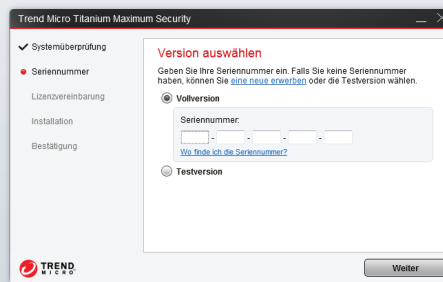 Trend Micro Titanium Maximum Security
Systemüberprüfung
Seriennummer
Lizenzvereinbarung
Installation
Bestätigung
Version auswählen
Geben Sie Ihre Seriennummer ein. Falls Sie keine Seriennummer
haben, können Sie eine neue erwerben oder die Testversion wählen.
Vollversion
Seriennummer:
- - - -
Wo finde ich die Seriennummer?
Testversion
TREND
MICRO
Weiter